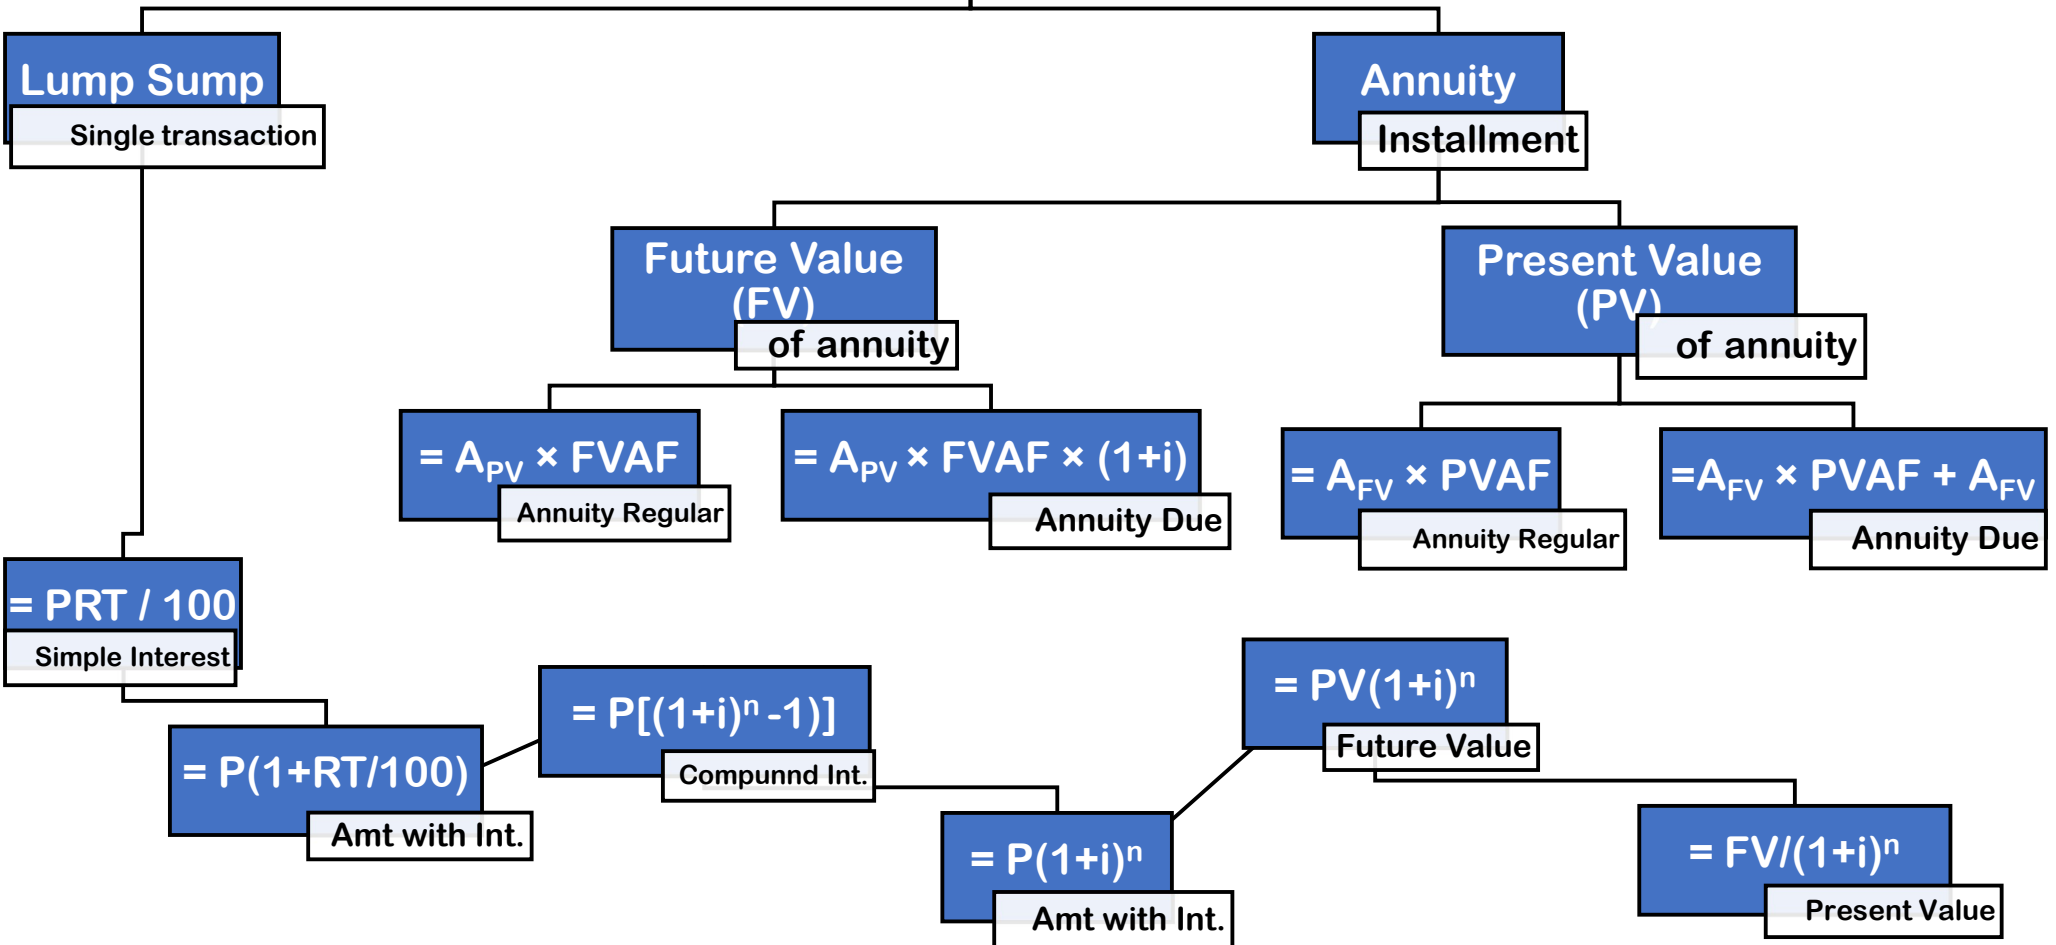 Lump Sump
Single transaction
Annuity
Installment
Future Value
(FV)
of annuity
Present Value
(PV)
of annuity
= A_PV × FVAF
Annuity Regular
= A_PV × FVAF × (1+i)
Annuity Due
= A_FV × PVAF
Annuity Regular
=A_FV × PVAF + A_FV
Annuity Due
= PRT / 100
Simple Interest
= P(1+RT/100)
Amt with Int.
= P[(1+i)ⁿ -1)]
Compunnd Int.
= P(1+i)ⁿ
Amt with Int.
= PV(1+i)ⁿ
Future Value
= FV/(1+i)ⁿ
Present Value